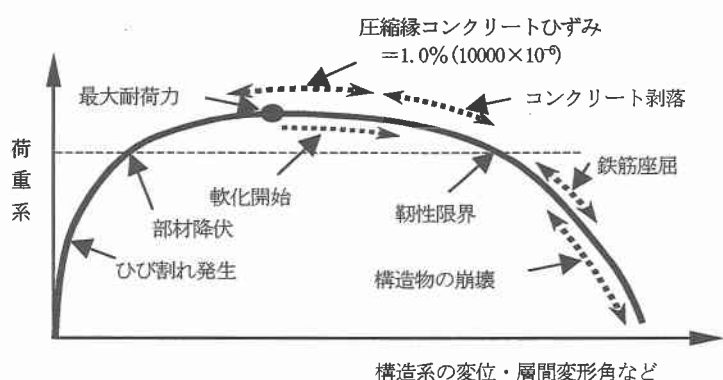 圧縮縁コンクリートひずみ
＝1.0%(10000×10⁻⁶)
最大耐荷力
コンクリート剥落
荷重系
軟化開始
鉄筋座屈
部材降伏
靭性限界
ひび割れ発生
構造物の崩壊
構造系の変位・層間変形角など